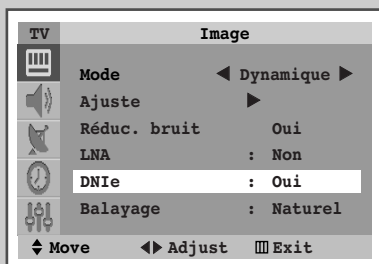 TV Image
Mode ◀ Dynamique ▶
Ajuste ▶
Réduc. bruit Oui
LNA : Non
DNIe : Oui
Balayage : Naturel
Move Adjust Exit